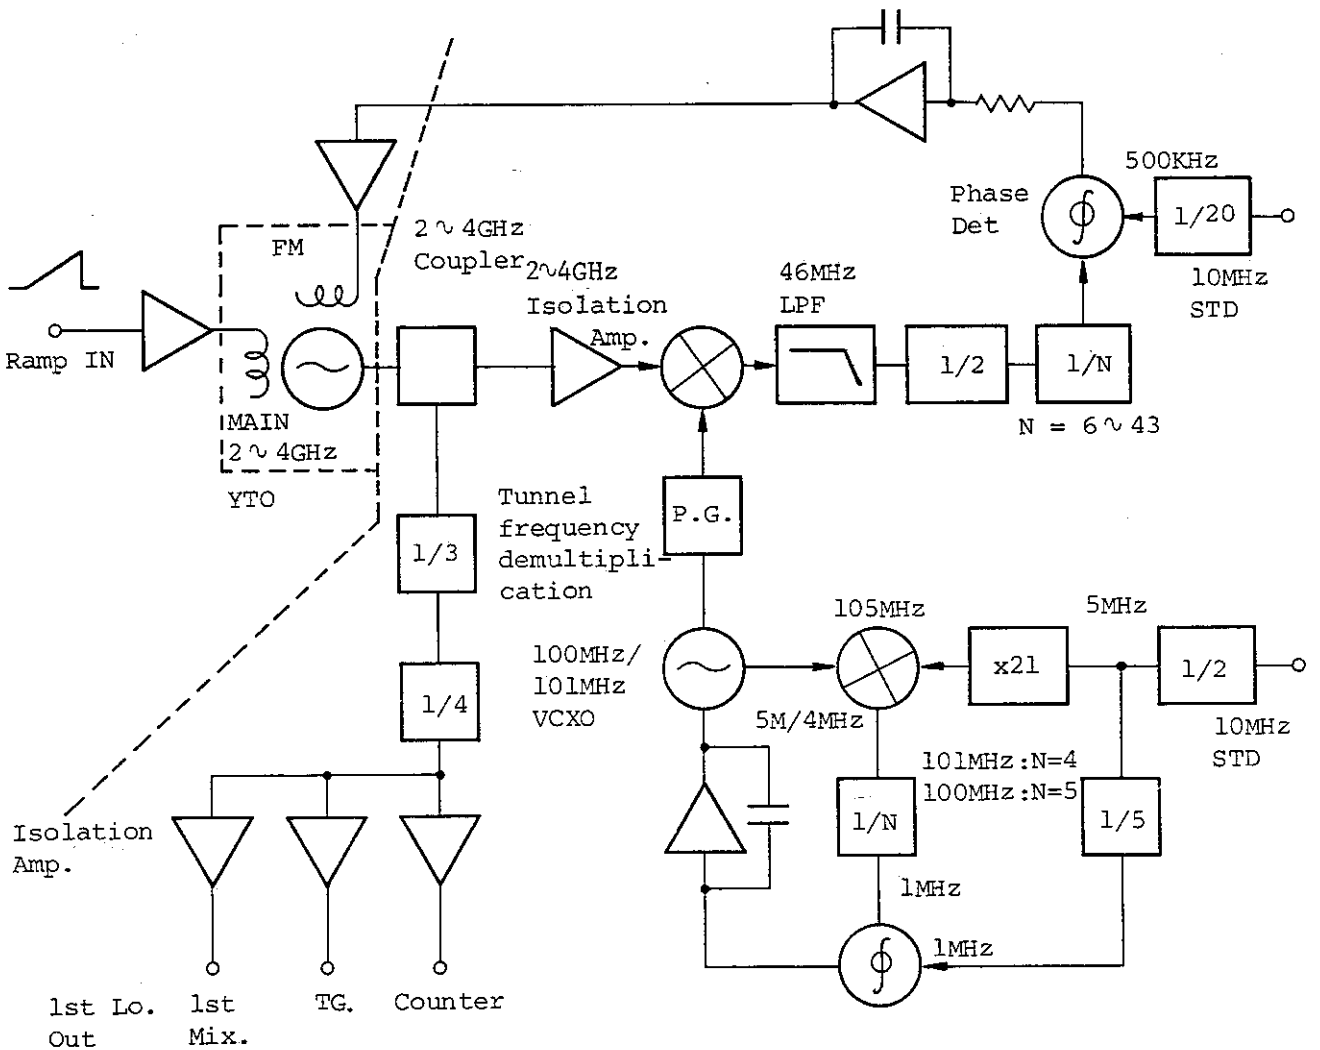 500KHz
Phase
Det
1/20
10MHz
STD
FM
2~4GHz
Coupler
2~4GHz
Isolation
Amp.
46MHz
LPF
Ramp IN
1/2
1/N
N = 6~43
MAIN
2~4GHz
YTO
Tunnel
frequency
demultipli-
cation
P.G.
1/3
105MHz
5MHz
100MHz/
101MHz
VCXO
x21
1/2
1/4
5M/4MHz
10MHz
STD
101MHz:N=4
100MHz:N=5
1/N
1/5
Isolation
Amp.
1MHz
1MHz
1st Lo.
Out
1st
Mix.
TG.
Counter